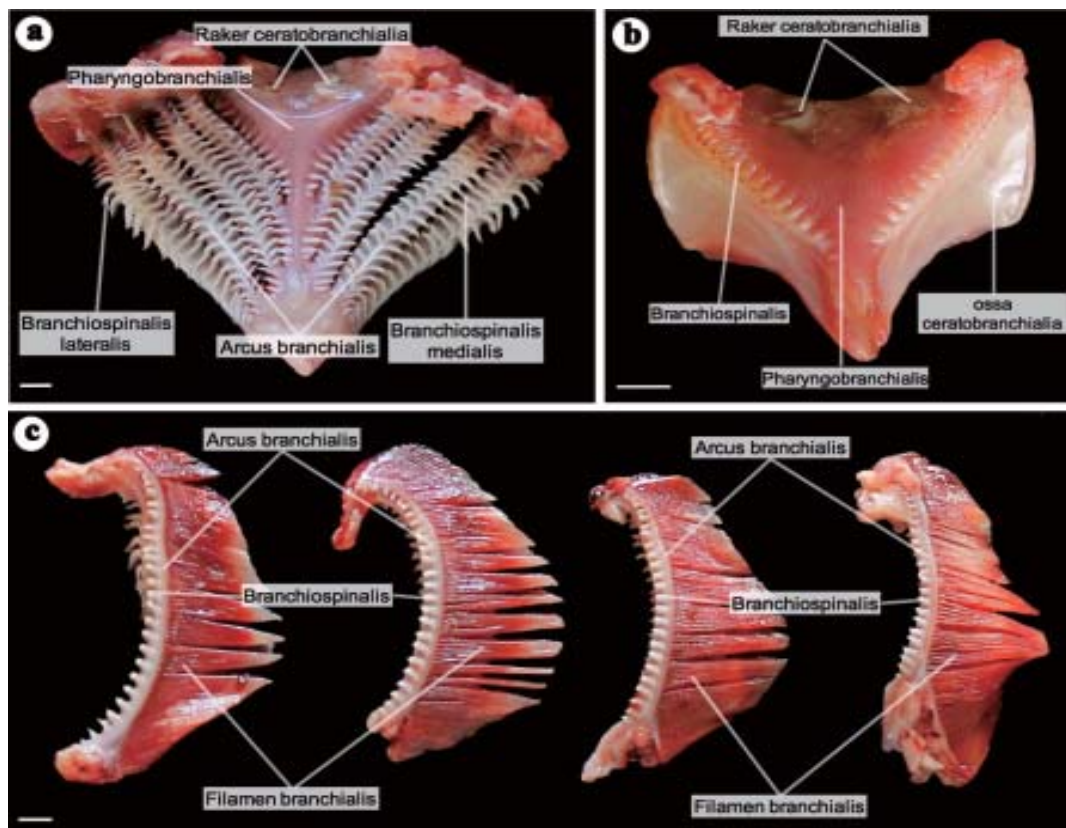 a
Raker ceratobranchialia
Pharyngobranchialis
Branchiospinalis
lateralis
Arcus branchialis
Branchiospinalis
medialis
b
Raker ceratobranchialia
Branchiospinalis
ossa
ceratobranchialia
Pharyngobranchialis
c
Arcus branchialis
Arcus branchialis
Branchiospinalis
Branchiospinalis
Filamen branchialis
Filamen branchialis